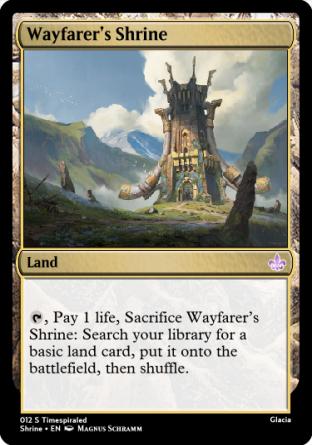 Wayfarer's Shrine
Land
, Pay 1 life, Sacrifice Wayfarer's
Shrine: Search your library for a
basic land card, put it onto the
battlefield, then shuffle.
012 S Timespiraled
Glacia
Shrine • EN Magnus Schramm